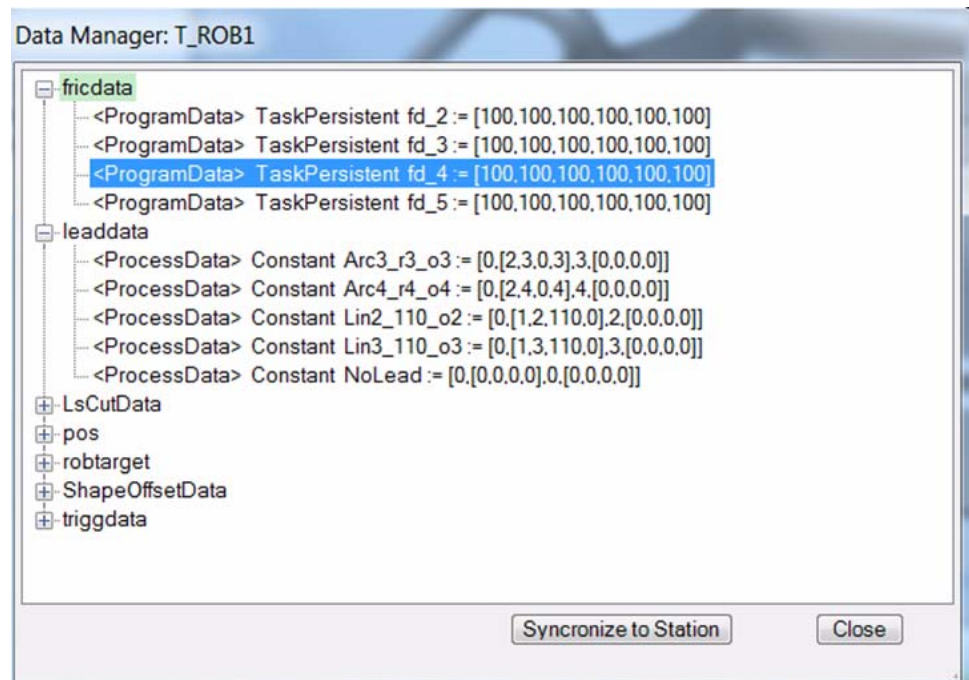 Data Manager: T_ROB1
fricdata
<ProgramData> TaskPersistent fd_2 := [100,100,100,100,100,100]
<ProgramData> TaskPersistent fd_3 := [100,100,100,100,100,100]
<ProgramData> TaskPersistent fd_4 := [100,100,100,100,100,100]
<ProgramData> TaskPersistent fd_5 := [100,100,100,100,100,100]
leaddata
<ProcessData> Constant Arc3_r3_o3 := [0,[2,3,0,3],3,[0,0,0,0]]
<ProcessData> Constant Arc4_r4_o4 := [0,[2,4,0,4],4,[0,0,0,0]]
<ProcessData> Constant Lin2_110_o2 := [0,[1,2,110,0],2,[0,0,0,0]]
<ProcessData> Constant Lin3_110_o3 := [0,[1,3,110,0],3,[0,0,0,0]]
<ProcessData> Constant NoLead := [0,[0,0,0,0],0,[0,0,0,0]]
LsCutData
pos
robtarget
ShapeOffsetData
triggdata
Syncronize to Station
Close